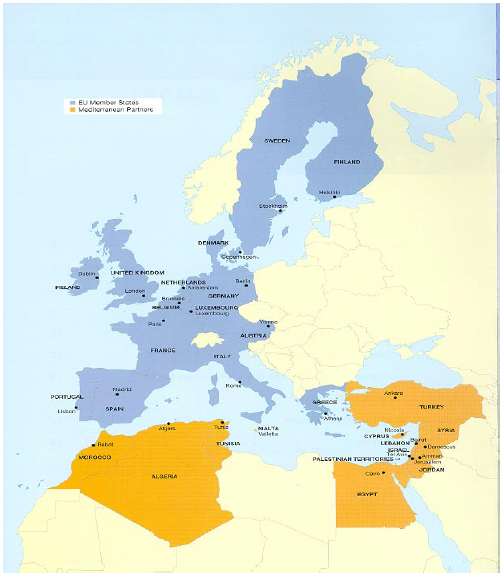 EU Member States
Mediterranean Partners
SWEDEN
FINLAND
Helsinki
Stockholm
DENMARK
Copenhagen
Dublin
UNITED KINGDOM
IRELAND
London
NETHERLANDS
Amsterdam
Berlin
Brussels
GERMANY
BELGIUM
LUXEMBOURG
Luxembourg
Paris
Vienna
AUSTRIA
FRANCE
ITALY
Rome
PORTUGAL
Madrid
Lisbon
SPAIN
GREECE
Athens
Ankara
TURKEY
Algiers
Tunis
MALTA
Valletta
Nicosia
CYPRUS
SYRIA
Rabat
TUNISIA
LEBANON
Beirut
Damascus
MOROCCO
ISRAEL
Tel Aviv
Amman
PALESTINIAN TERRITORIES
Jerusalem
JORDAN
ALGERIA
Cairo
EGYPT